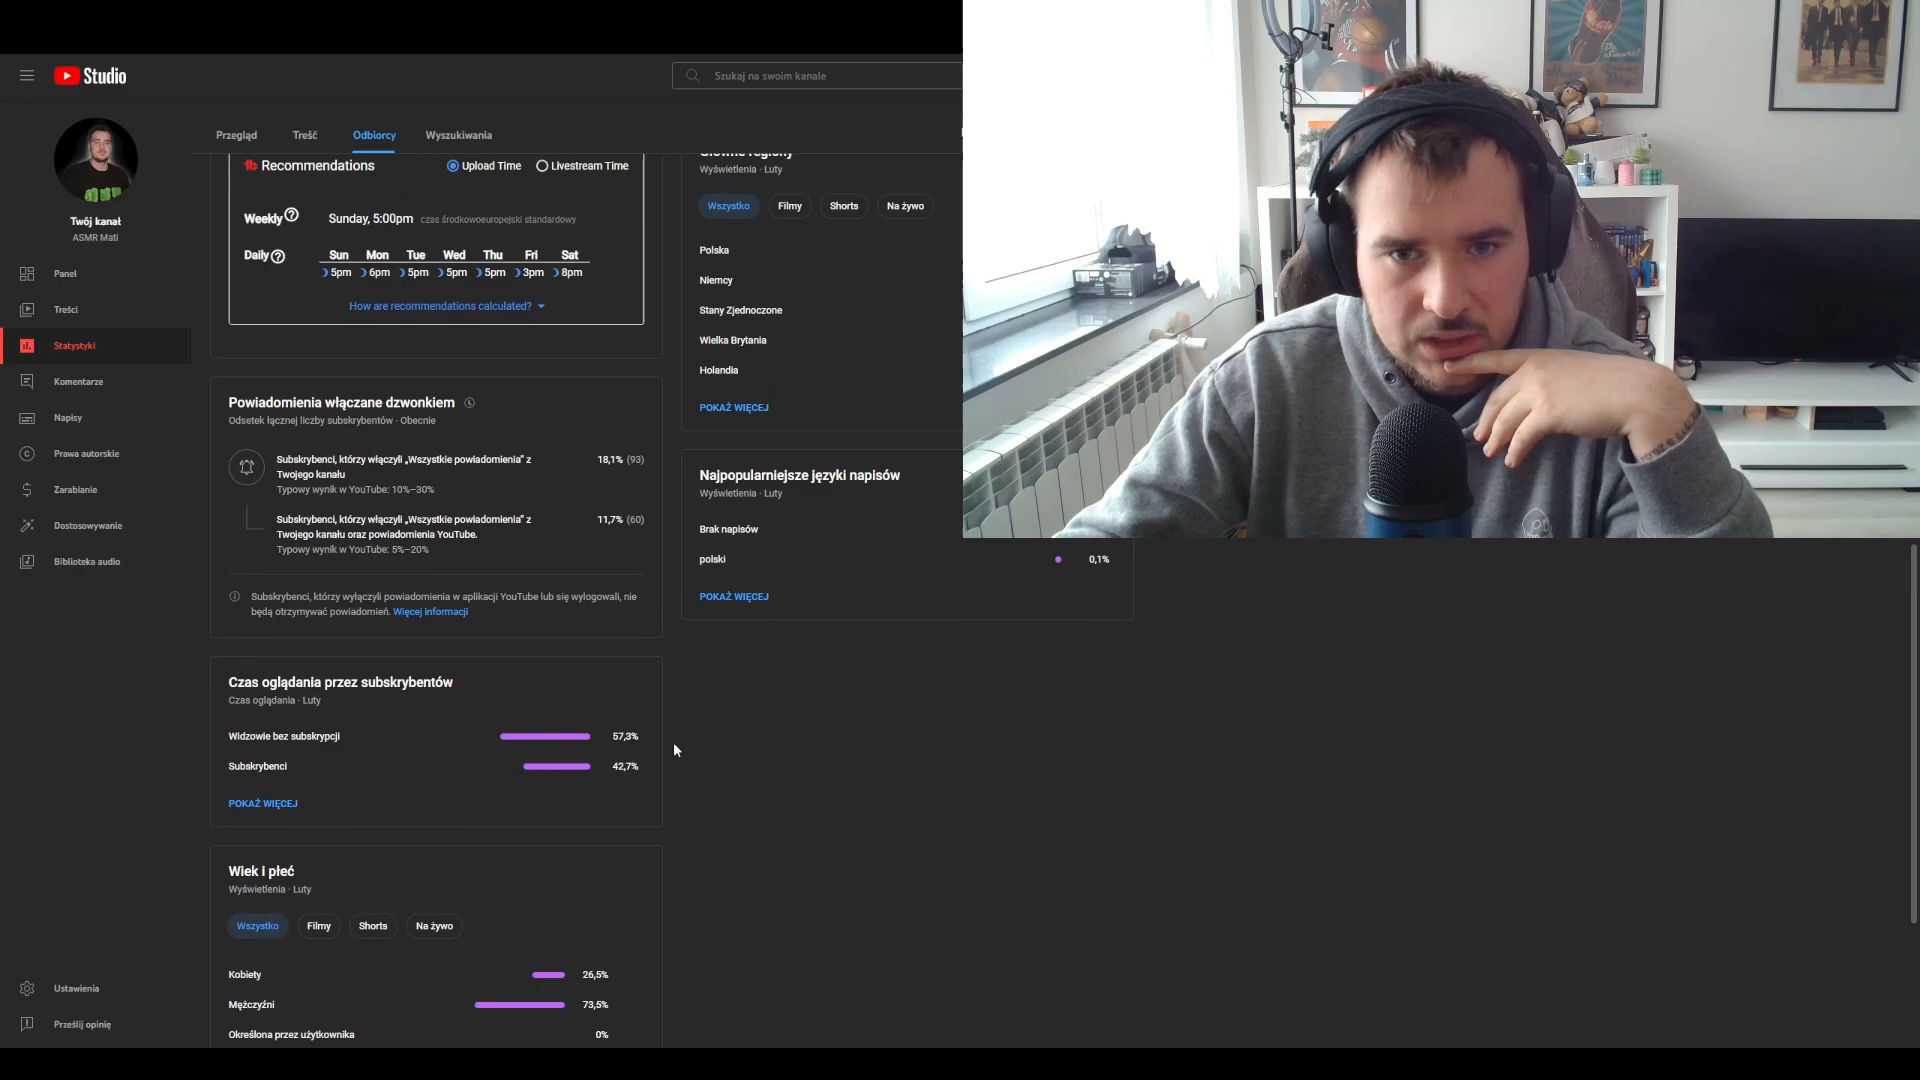 Studio
Szukaj na swoim kanale
Twój kanał
ASMR Mati
Panel
Treści
Statystyki
Komentarze
Napisy
Prawa autorskie
Zarabianie
Dostosowywanie
Biblioteka audio
Ustawienia
Prześlij opinię
Przegląd
Treść
Odbiorcy
Wyszukiwania
Recommendations
Upload Time
Livestream Time
Weekly
Sunday, 5:00pm czas środkowoeuropejski standardowy
Daily
Sun Mon Tue Wed Thu Fri Sat
5pm 6pm 5pm 5pm 5pm 3pm 8pm
How are recommendations calculated?
Powiadomienia włączane dzwonkiem
Odsetek łącznej liczby subskrybentów · Obecnie
Subskrybenci, którzy włączyli „Wszystkie powiadomienia” z
Twojego kanału
Typowy wynik w YouTube: 10%–30%
18,1% (93)
Subskrybenci, którzy włączyli „Wszystkie powiadomienia” z
Twojego kanału oraz powiadomienia YouTube.
Typowy wynik w YouTube: 5%–20%
11,7% (60)
Subskrybenci, którzy wyłączyli powiadomienia w aplikacji YouTube lub się wylogowali, nie
będą otrzymywać powiadomień. Więcej informacji
Czas oglądania przez subskrybentów
Czas oglądania · Luty
Widzowie bez subskrypcji 57,3%
Subskrybenci 42,7%
POKAŻ WIĘCEJ
Wiek i płeć
Wyświetlenia · Luty
Wszystko Filmy Shorts Na żywo
Kobiety 26,5%
Mężczyźni 73,5%
Określona przez użytkownika 0%
Główne regiony
Wyświetlenia · Luty
Wszystko Filmy Shorts Na żywo
Polska
Niemcy
Stany Zjednoczone
Wielka Brytania
Holandia
POKAŻ WIĘCEJ
Najpopularniejsze języki napisów
Wyświetlenia · Luty
Brak napisów
polski 0,1%
POKAŻ WIĘCEJ